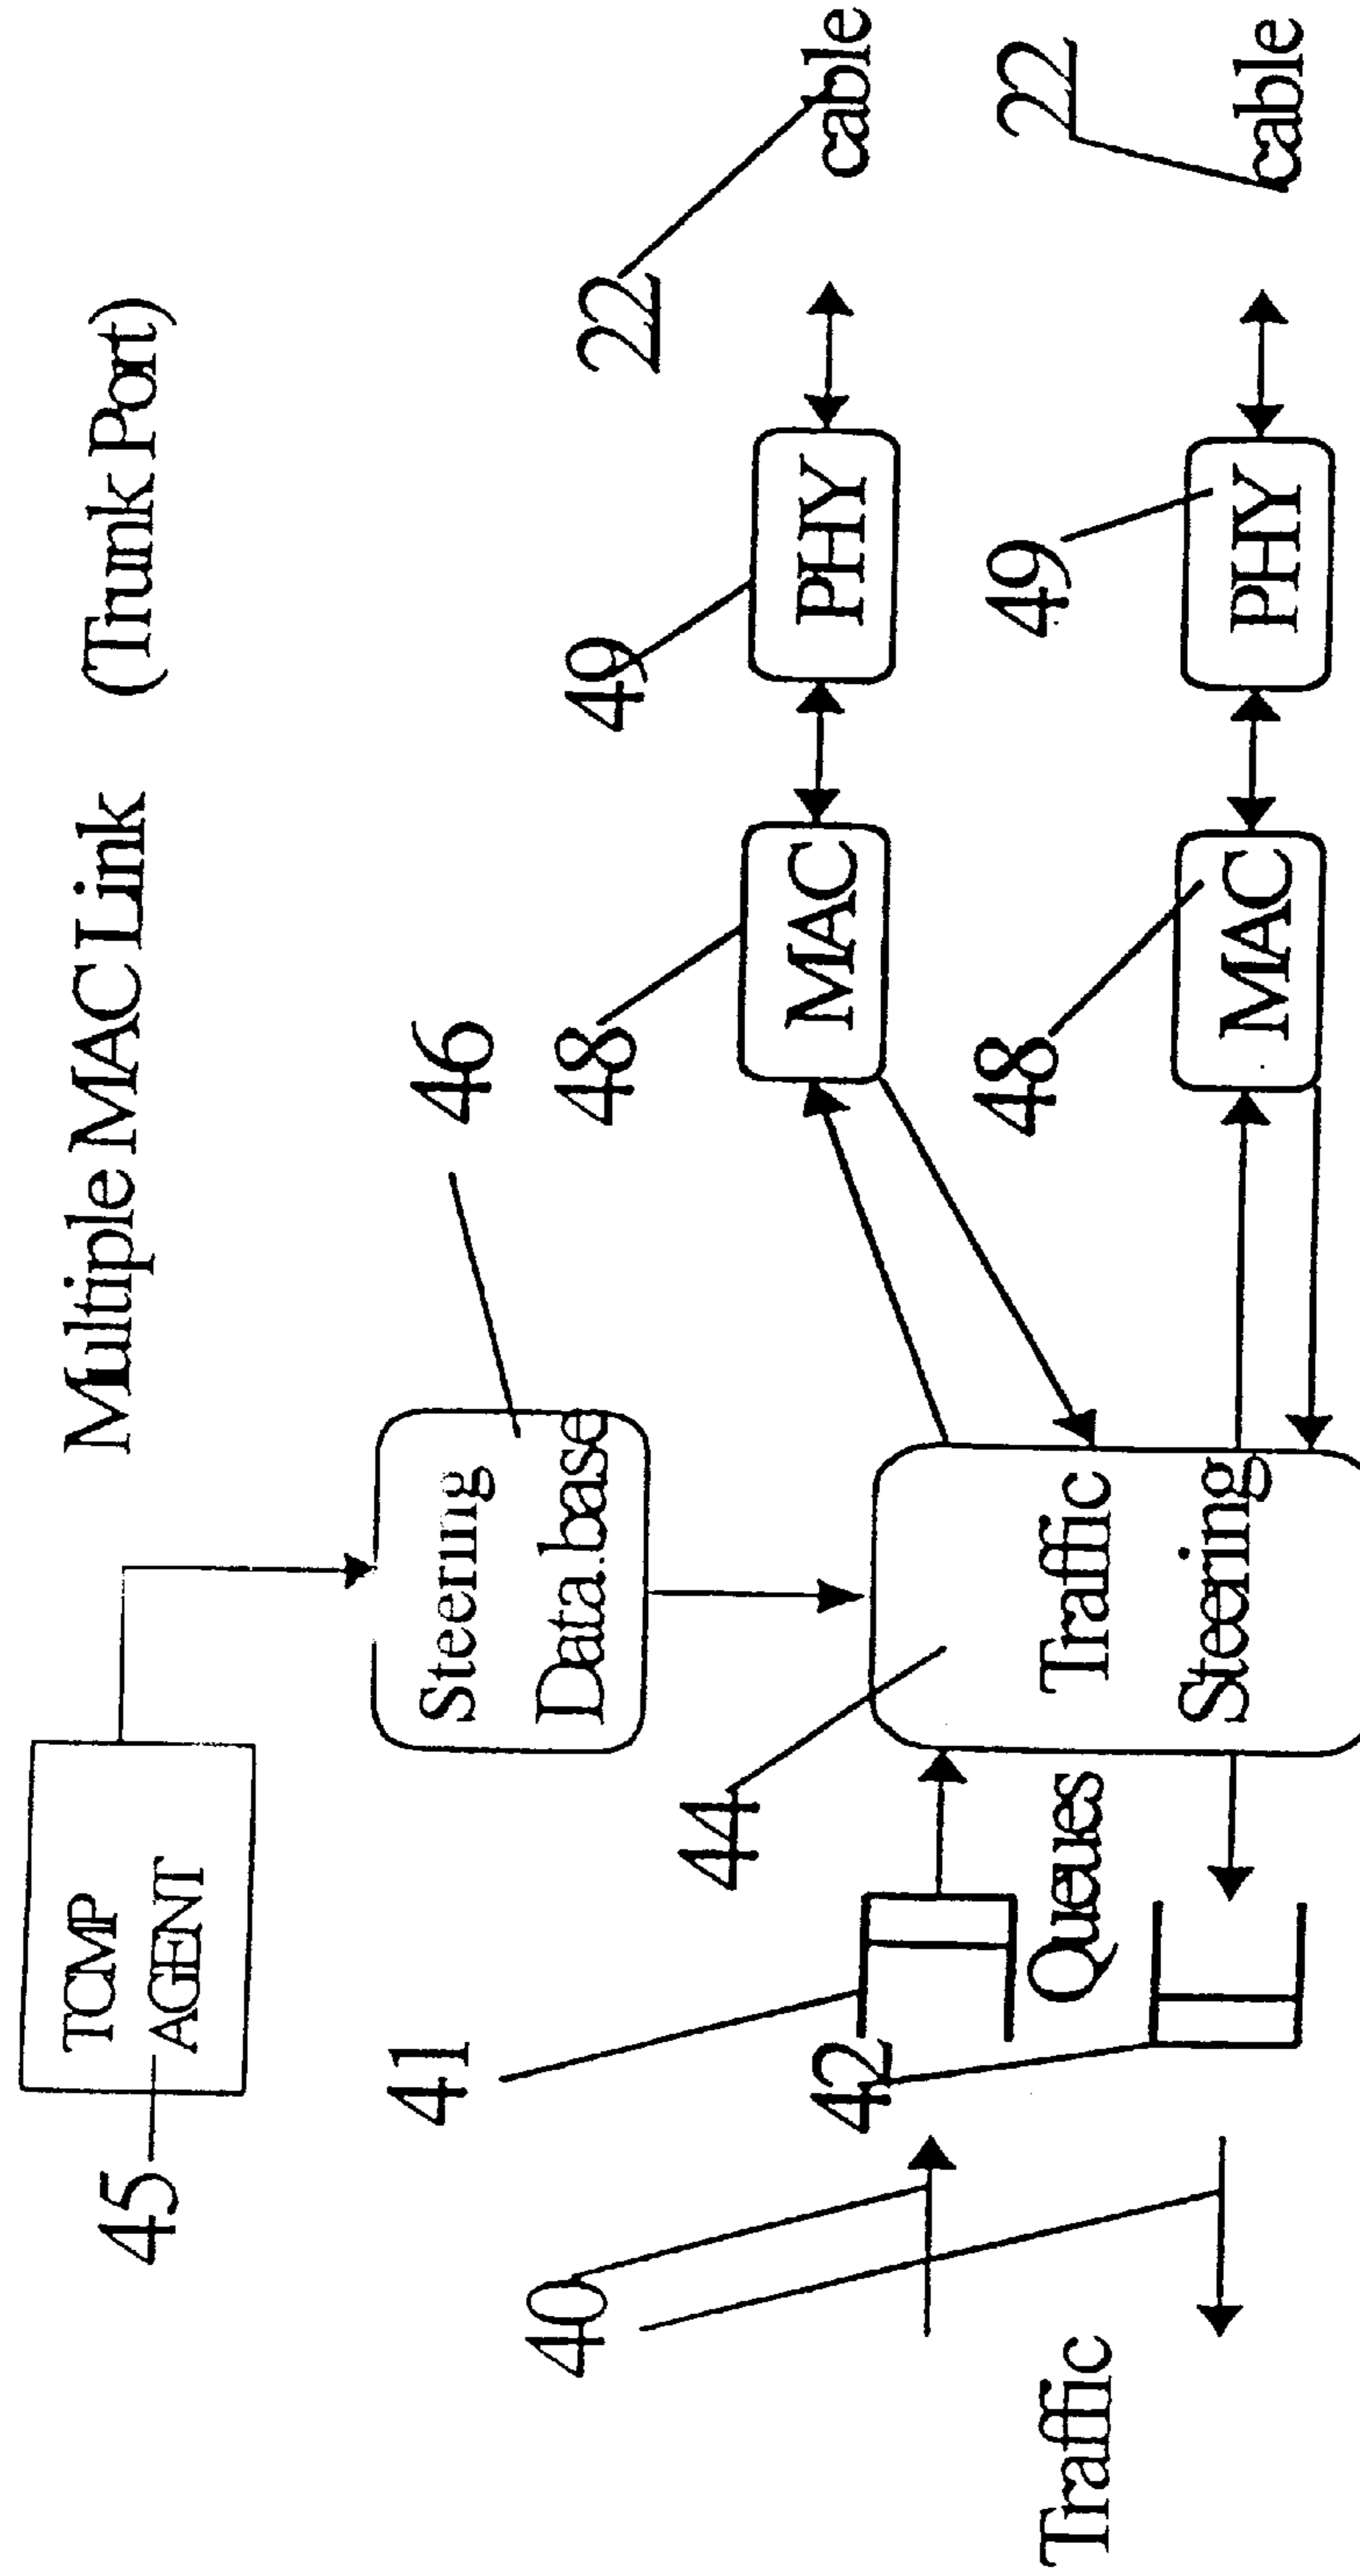 Multiple MAC Link (Trunk Port)
45
TCMP
AGENT
46
Steering
Data.base
41
40
42
44
48
49
22
Traffic
Queues
Traffic
Steering
MAC
PHY
cable
48
49
22
MAC
PHY
cable